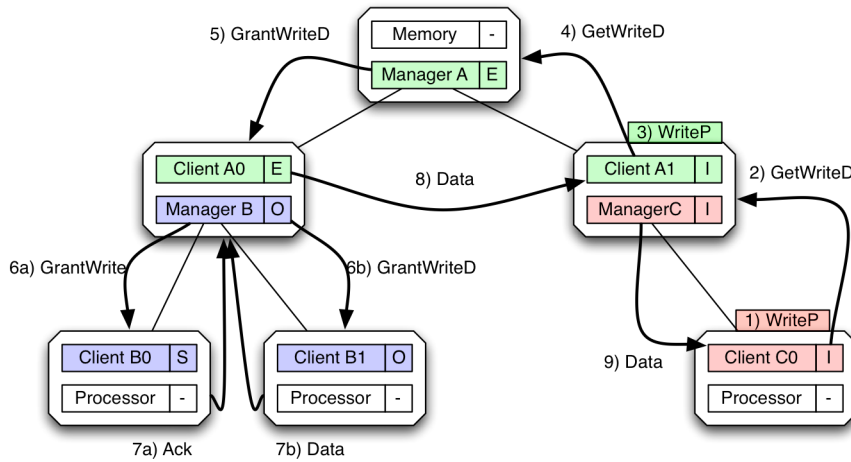 5) GrantWriteD
Memory -
4) GetWriteD
Manager A E
3) WriteP
Client A0 E
8) Data
Client A1 I
2) GetWriteD
Manager B O
ManagerC I
6a) GrantWrite
6b) GrantWriteD
1) WriteP
Client B0 S
Client B1 O
9) Data
Client C0 I
Processor -
Processor -
Processor -
7a) Ack
7b) Data